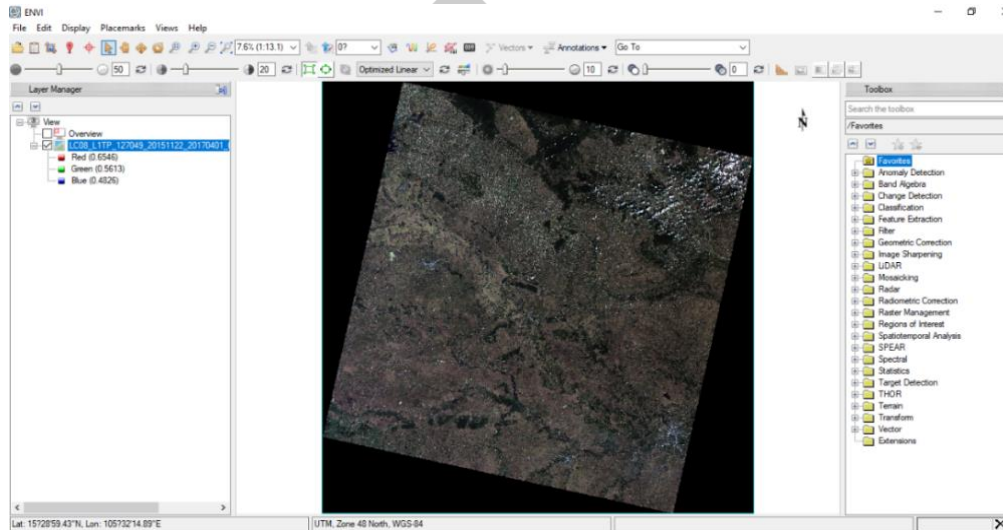 ENVI
File Edit Display Placemarks Views Help
7.6% (1:13.1) 0? Vectors Annotations Go To
50 20 Optimized Linear 10 0
Layer Manager
View
Overview
LC08_L1TP_127049_20151122_20170401_
Red (0.6546)
Green (0.5613)
Blue (0.4826)
N
Toolbox
Search the toolbox
/Favorites
Favorites
Anomaly Detection
Band Algebra
Change Detection
Classification
Feature Extraction
Filter
Geometric Correction
Image Sharpening
LiDAR
Mosaicking
Radar
Radiometric Correction
Raster Management
Regions of Interest
Spatiotemporal Analysis
SPEAR
Spectral
Statistics
Target Detection
THOR
Terrain
Transform
Vector
Extensions
Lat: 15?28'59.43"N, Lon: 105?32'14.89"E
UTM, Zone 48 North, WGS-84